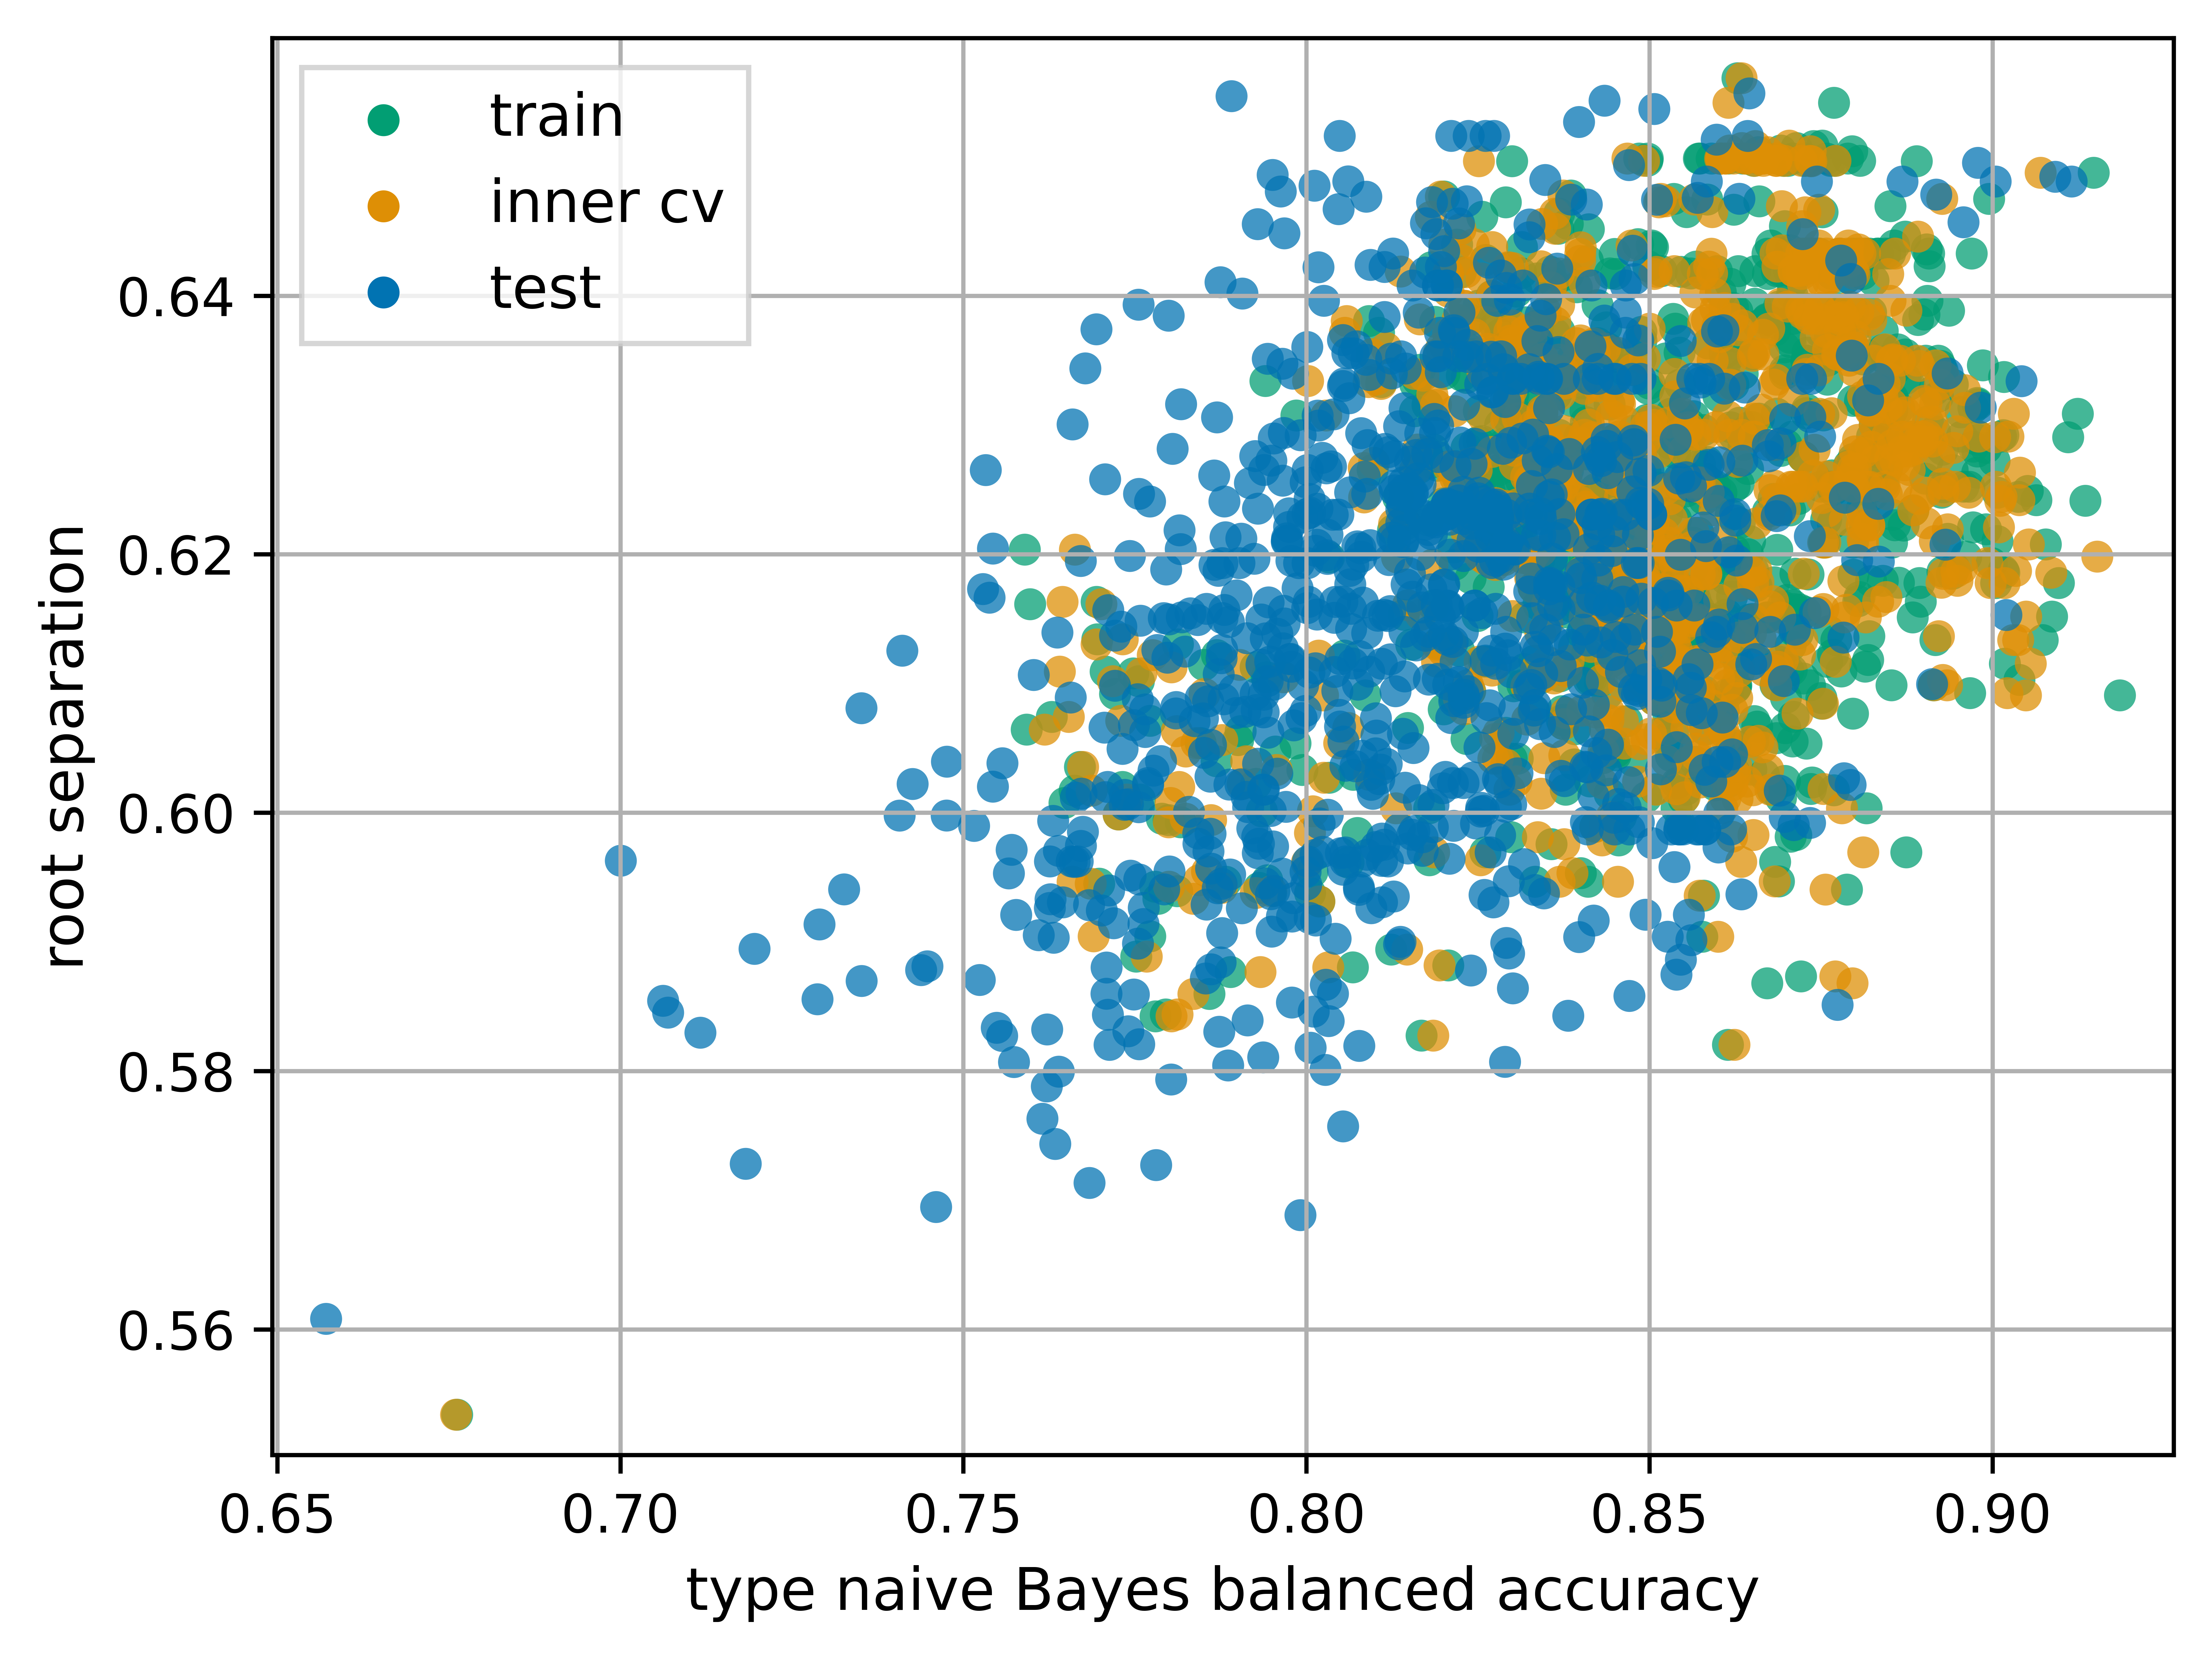 train
inner cv
test
0.64
0.62
0.60
0.58
0.56
root separation
0.65 0.70 0.75 0.80 0.85 0.90
type naive Bayes balanced accuracy